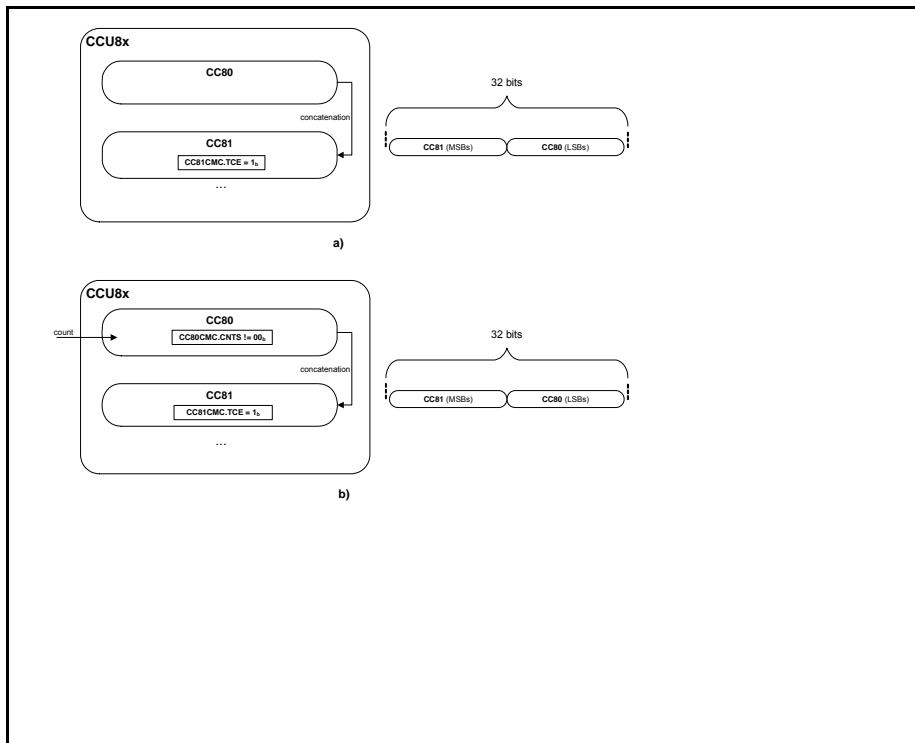 CCU8x
CC80
concatenation
CC81
CC81CMC.TCE = 1b
...
32 bits
CC81 (MSBs) CC80 (LSBs)
a)
CCU8x
CC80
count
CC80CMC.CNTS != 00b
concatenation
CC81
CC81CMC.TCE = 1b
...
32 bits
CC81 (MSBs) CC80 (LSBs)
b)